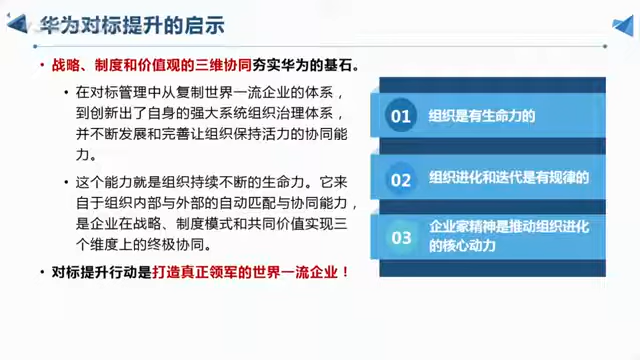 华为对标提升的启示
• 战略、制度和价值观的三维协同夯实华为的基石。
• 在对标管理中从复制世界一流企业的体系，
到创新出了自身的强大系统组织治理体系，
并不断发展和完善让组织保持活力的协同能
力。
• 这个能力就是组织持续不断的生命力。它来
自于组织内部与外部的自动匹配与协同能力，
是企业在战略、制度模式和共同价值实现三
个维度上的终极协同。
• 对标提升行动是打造真正领军的世界一流企业！
01 组织是有生命力的
02 组织进化和迭代是有规律的
03 企业家精神是推动组织进化
的核心动力